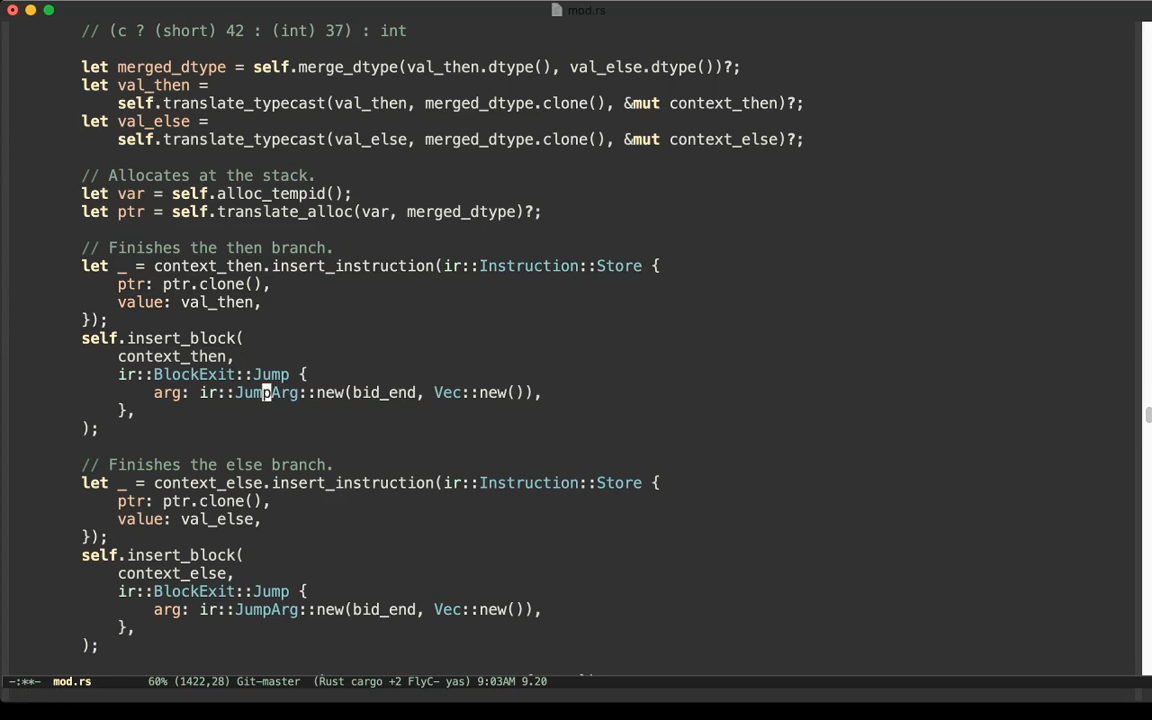 mod.rs
// (c ? (short) 42 : (int) 37) : int
let merged_dtype = self.merge_dtype(val_then.dtype(), val_else.dtype())?;
let val_then =
self.translate_typecast(val_then, merged_dtype.clone(), &mut context_then)?;
let val_else =
self.translate_typecast(val_else, merged_dtype.clone(), &mut context_else)?;
// Allocates at the stack.
let var = self.alloc_tempid();
let ptr = self.translate_alloc(var, merged_dtype)?;
// Finishes the then branch.
let _ = context_then.insert_instruction(ir::Instruction::Store {
ptr: ptr.clone(),
value: val_then,
});
self.insert_block(
context_then,
ir::BlockExit::Jump {
arg: ir::JumpArg::new(bid_end, Vec::new()),
},
);
// Finishes the else branch.
let _ = context_else.insert_instruction(ir::Instruction::Store {
ptr: ptr.clone(),
value: val_else,
});
self.insert_block(
context_else,
ir::BlockExit::Jump {
arg: ir::JumpArg::new(bid_end, Vec::new()),
},
);
-:**- mod.rs 60% (1422,28) Git-master (Rust cargo +2 FlyC- yas) 9:03AM 9.20